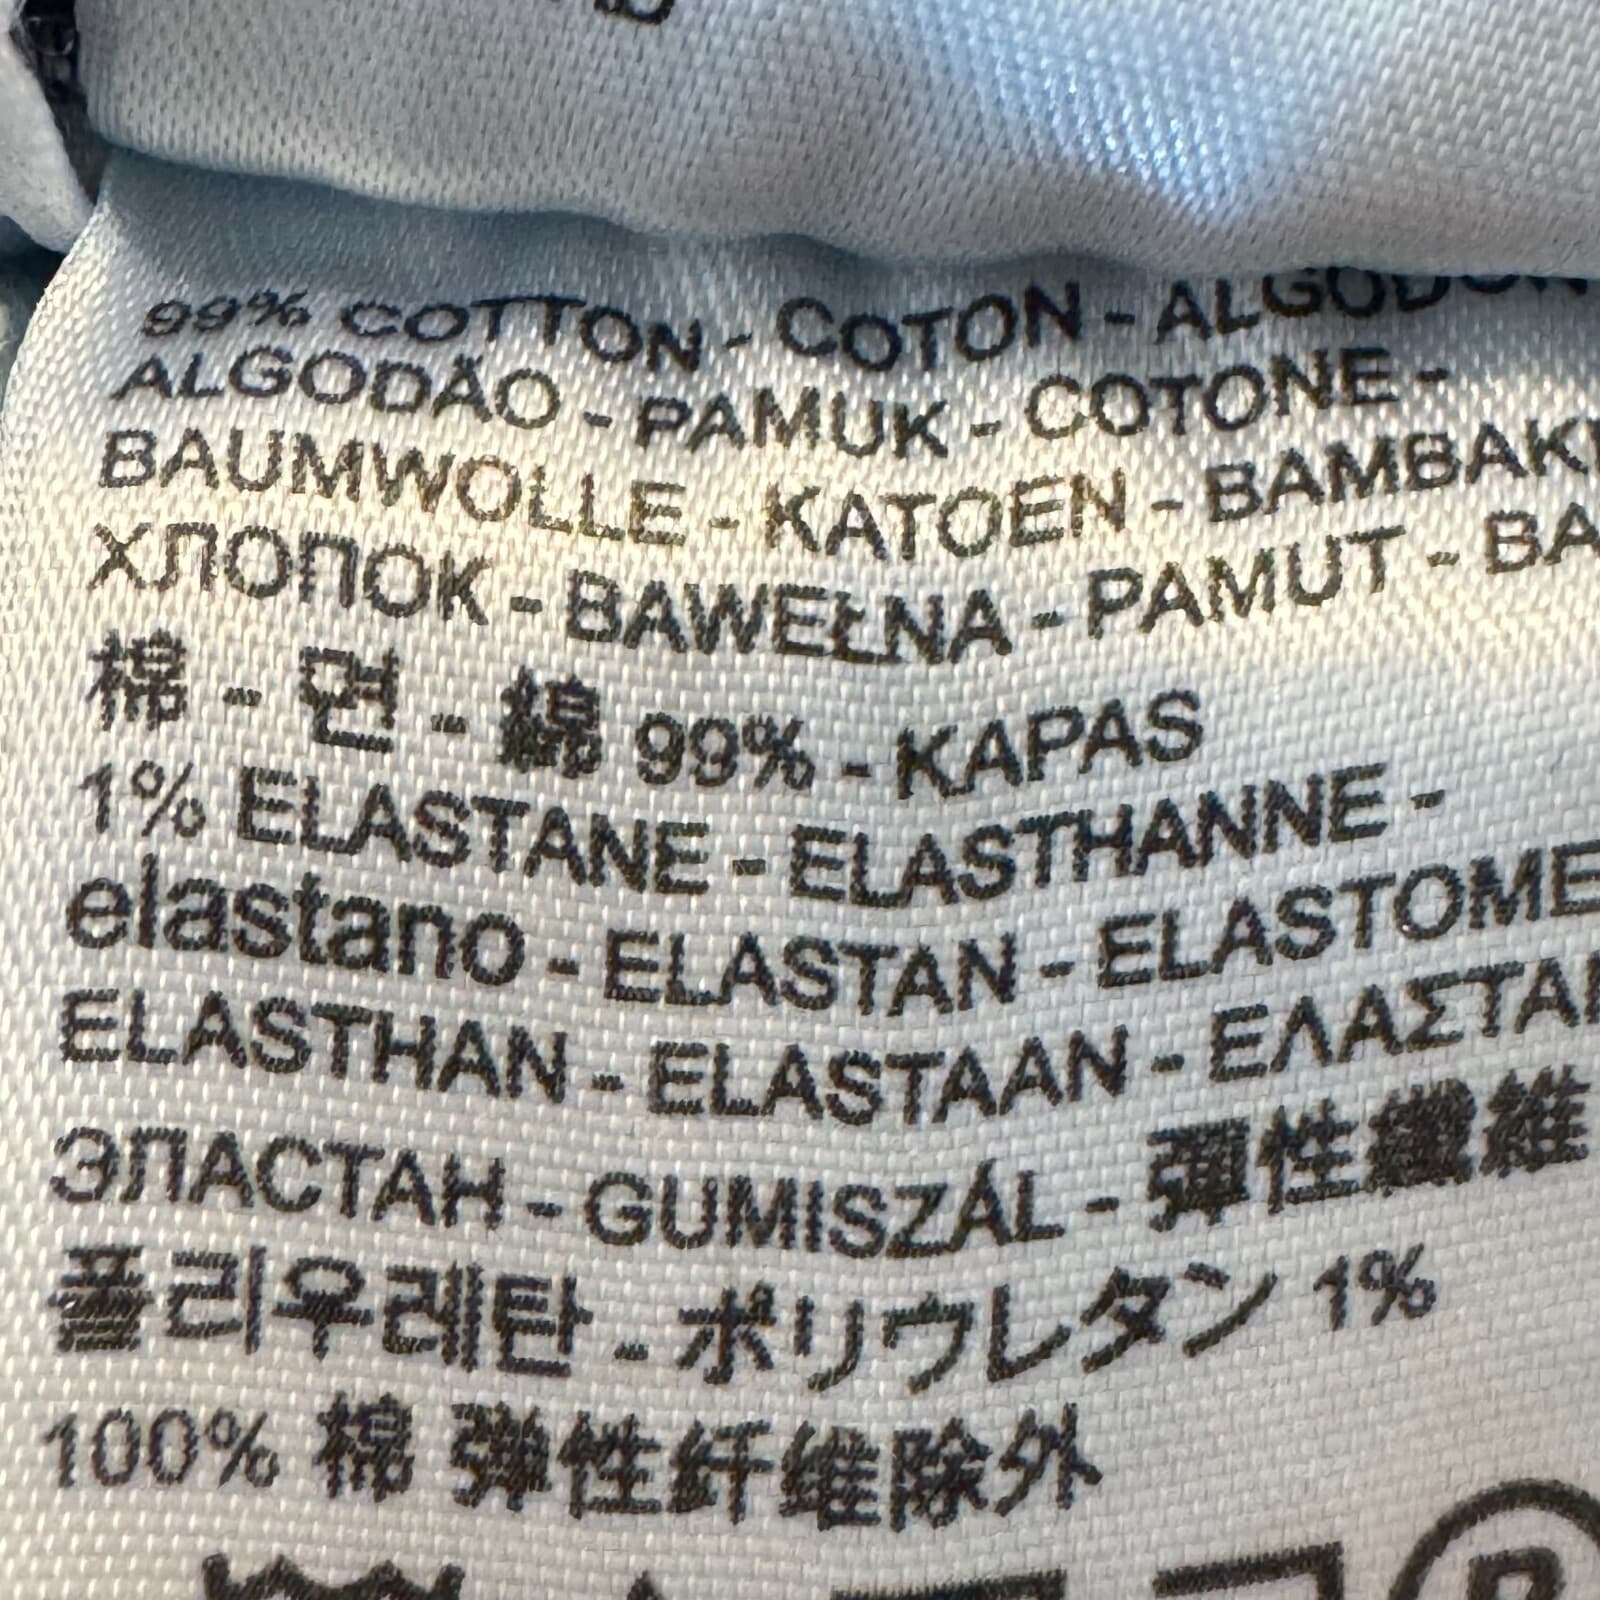 99% COTTON - COTON - ALGODON
ALGODÃO - PAMUK - COTONE -
BAUMWOLLE - KATOEN - BAMBAKI
ХЛОПОК - BAWEŁNA - PAMUT - BA
棉 - 면 - 綿 99% - KAPAS
1% ELASTANE - ELASTHANNE -
elastano - ELASTAN - ELASTOME
ELASTHAN - ELASTAAN - ΕΛΑΣΤΑΝ
ЭЛАСТАН - GUMISZÁL - 彈性纖維
폴리우레탄 - ポリウレタン 1%
100% 棉 弹性纤维除外